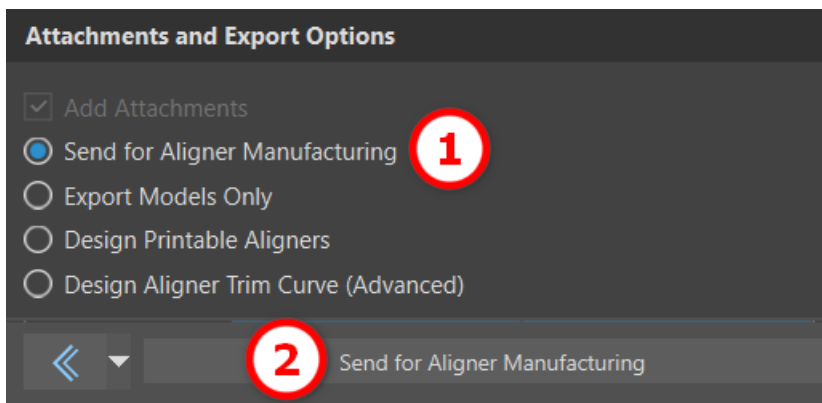 Attachments and Export Options
Add Attachments
Send for Aligner Manufacturing 1
Export Models Only
Design Printable Aligners
Design Aligner Trim Curve (Advanced)
2 Send for Aligner Manufacturing